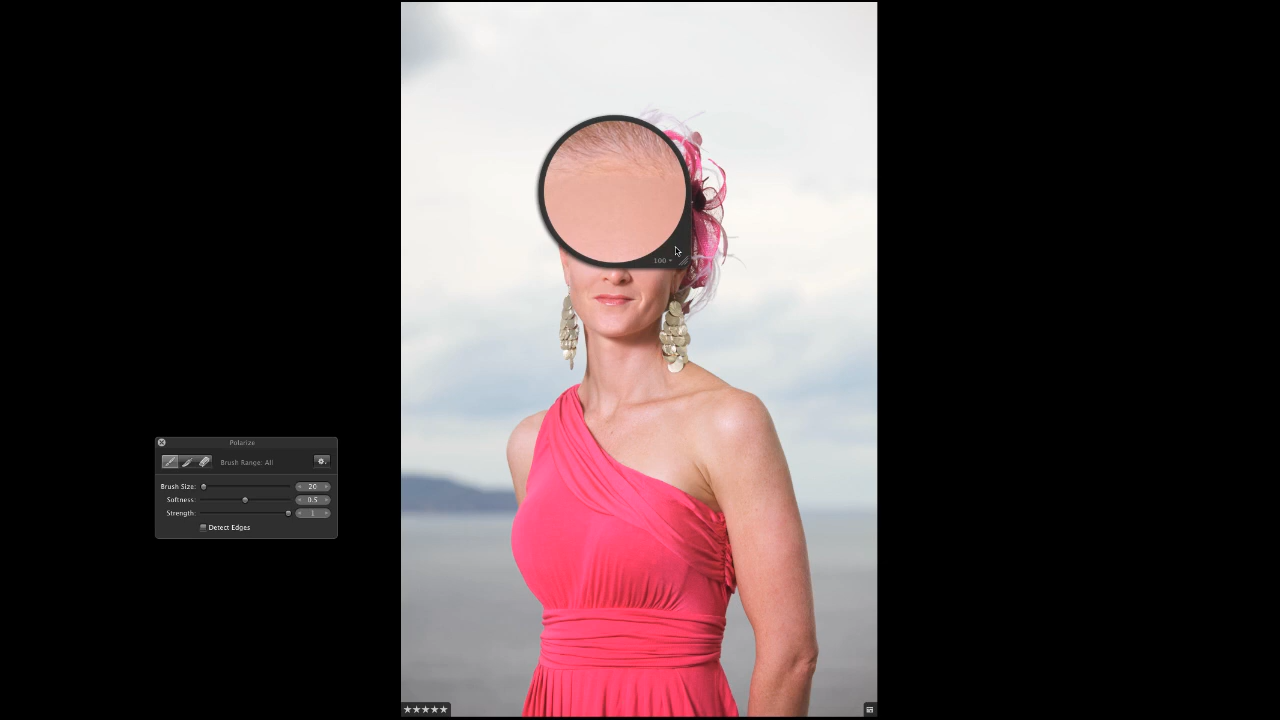 100
Polarize
Brush Range: All
Brush Size: 20
Softness: 0.5
Strength: 1
Detect Edges